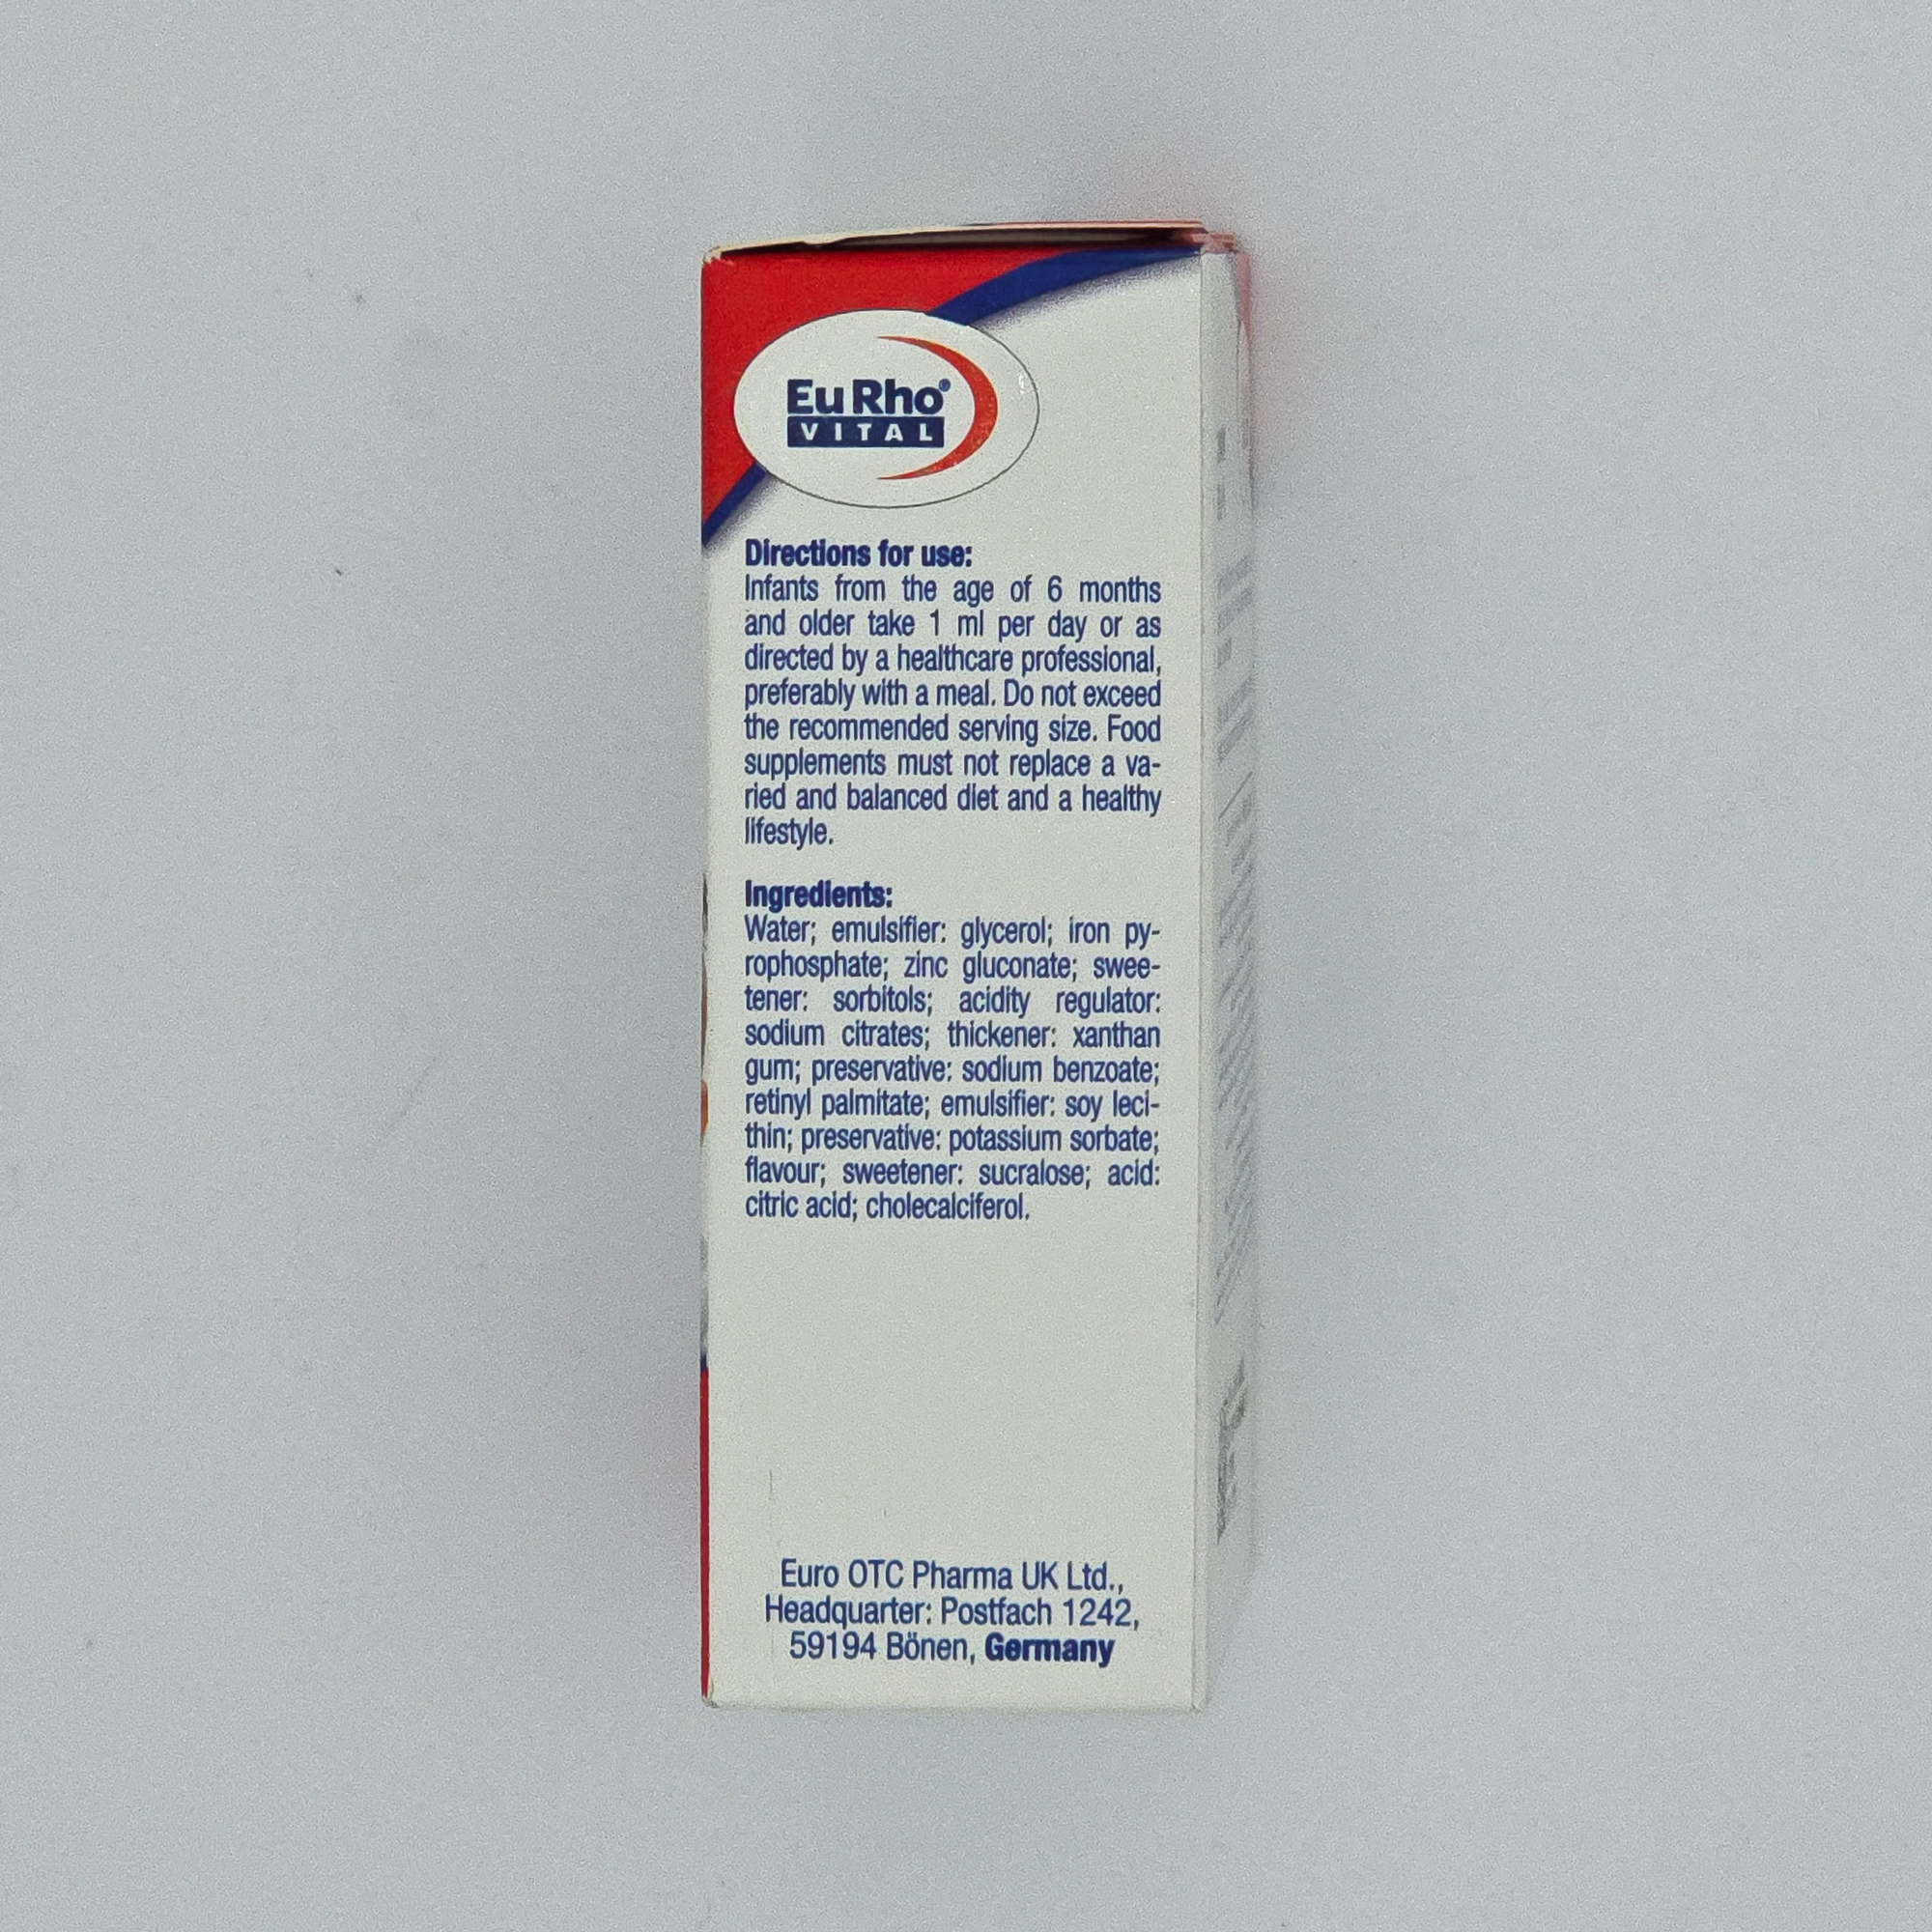 EuRho®
VITAL
Directions for use:
Infants from the age of 6 months
and older take 1 ml per day or as
directed by a healthcare professional,
preferably with a meal. Do not exceed
the recommended serving size. Food
supplements must not replace a va-
ried and balanced diet and a healthy
lifestyle.
Ingredients:
Water; emulsifier: glycerol; iron py-
rophosphate; zinc gluconate; swee-
tener: sorbitols; acidity regulator:
sodium citrates; thickener: xanthan
gum; preservative: sodium benzoate;
retinyl palmitate; emulsifier: soy leci-
thin; preservative: potassium sorbate;
flavour; sweetener: sucralose; acid:
citric acid; cholecalciferol.
Euro OTC Pharma UK Ltd.,
Headquarter: Postfach 1242,
59194 Bönen, Germany